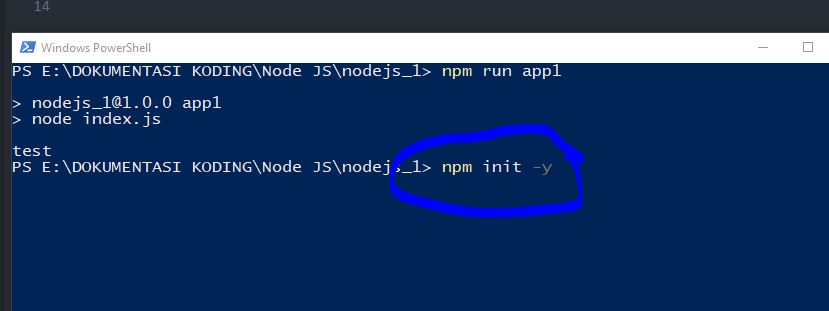 14
Windows PowerShell
PS E:\DOKUMENTASI KODING\Node JS\nodejs_1> npm run app1
> nodejs_1@1.0.0 app1
> node index.js
test
PS E:\DOKUMENTASI KODING\Node JS\nodejs_1> npm init -y